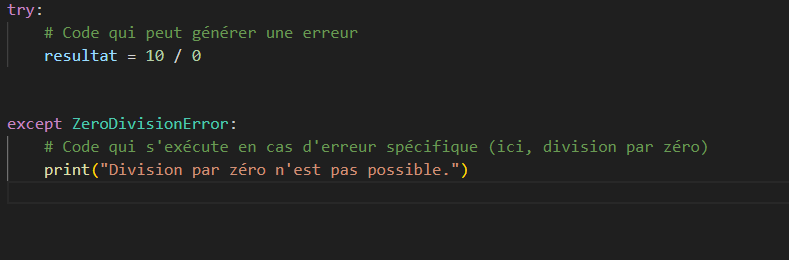 try:
# Code qui peut générer une erreur
resultat = 10 / 0
except ZeroDivisionError:
# Code qui s'exécute en cas d'erreur spécifique (ici, division par zéro)
print("Division par zéro n'est pas possible.")